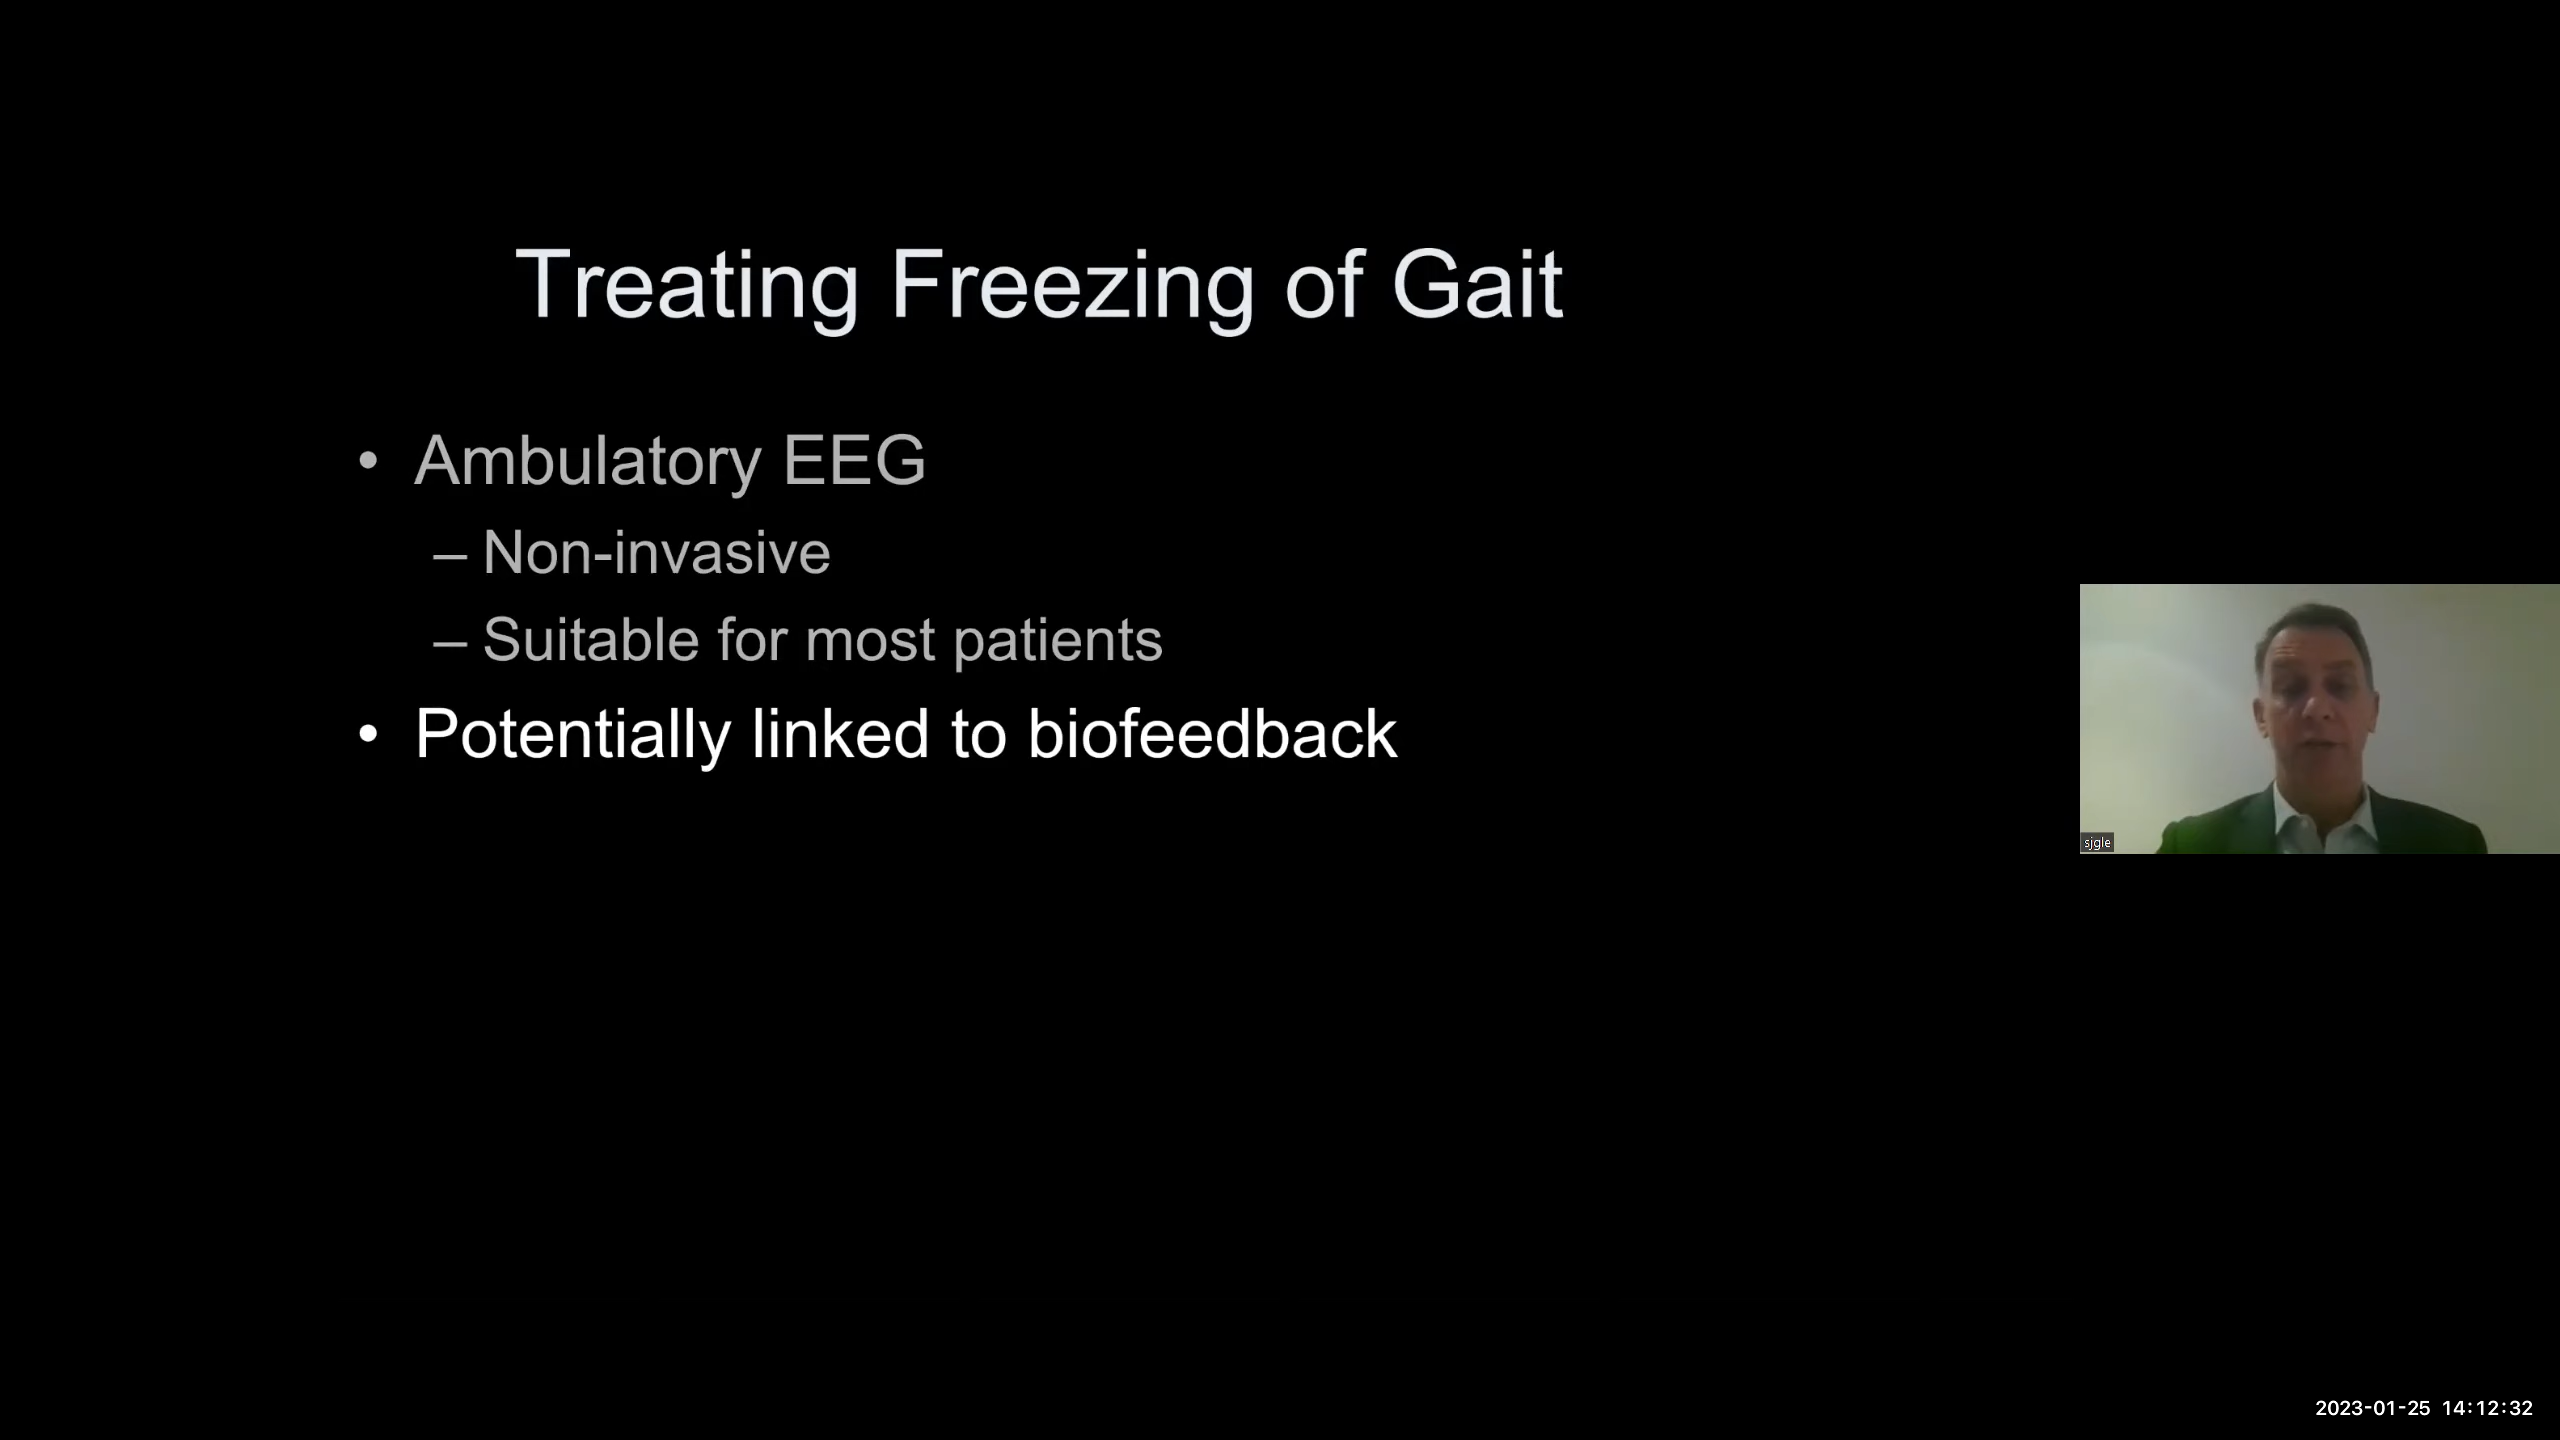 Treating Freezing of Gait
• Ambulatory EEG
– Non-invasive
– Suitable for most patients
• Potentially linked to biofeedback
sjgle
2023-01-25 14:12:32